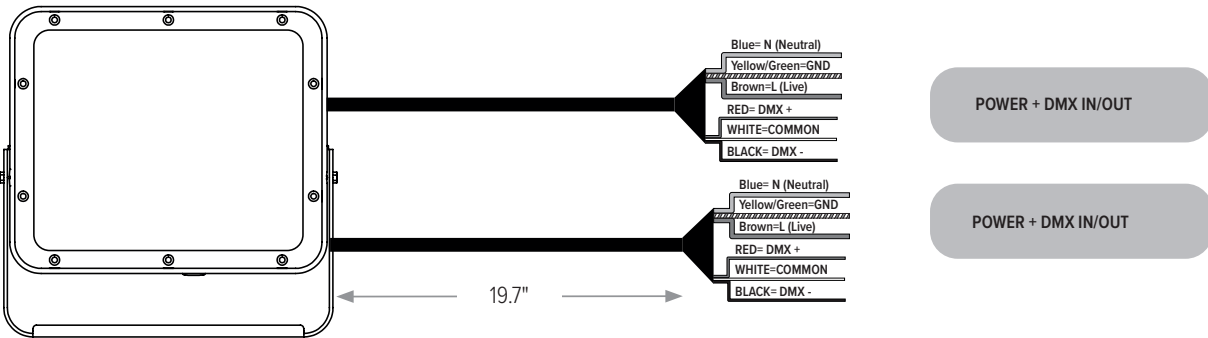 Blue= N (Neutral)
Yellow/Green=GND
Brown=L (Live)
RED= DMX +
WHITE=COMMON
BLACK= DMX -
POWER + DMX IN/OUT
Blue= N (Neutral)
Yellow/Green=GND
Brown=L (Live)
RED= DMX +
WHITE=COMMON
BLACK= DMX -
POWER + DMX IN/OUT
19.7"